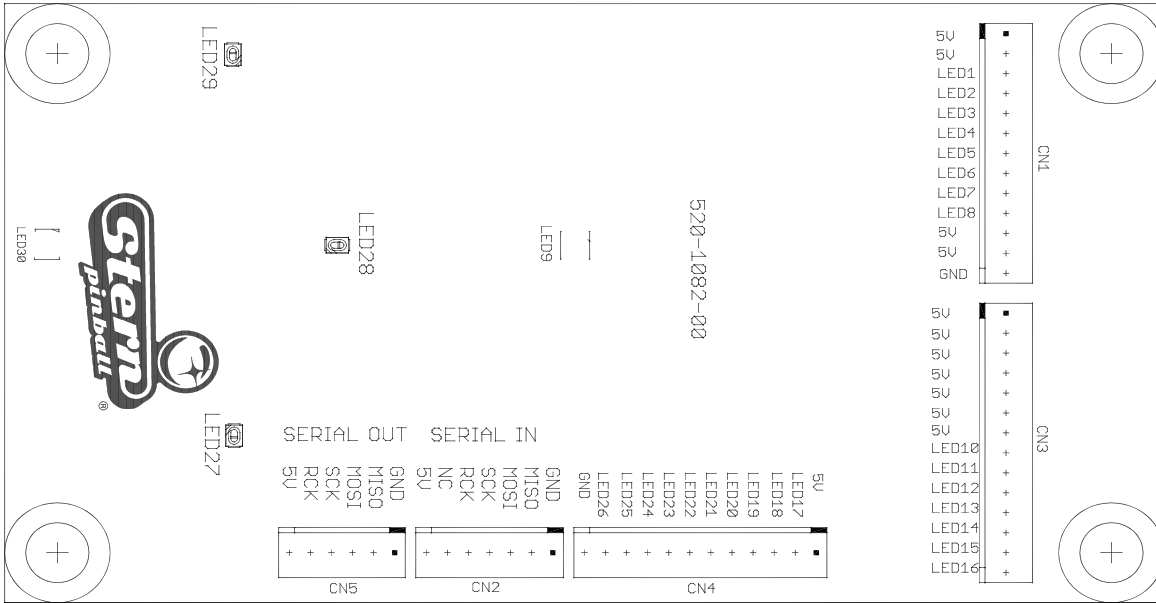 LED29
5V
5V
LED1
LED2
LED3
LED4
LED5
LED6
LED7
LED8
5V
5V
GND
CN1
LED30
stern
pinball
®
LED28
LED9
520-1082-00
5V
5V
5V
5V
5V
5V
5V
LED10
LED11
LED12
LED13
LED14
LED15
LED16
CN3
LED27
SERIAL OUT
5V
RCK
SCK
MOSI
MISO
GND
CN5
SERIAL IN
5V
NC
RCK
SCK
MOSI
MISO
GND
CN2
GND
LED26
LED25
LED24
LED23
LED22
LED21
LED20
LED19
LED18
LED17
5V
CN4